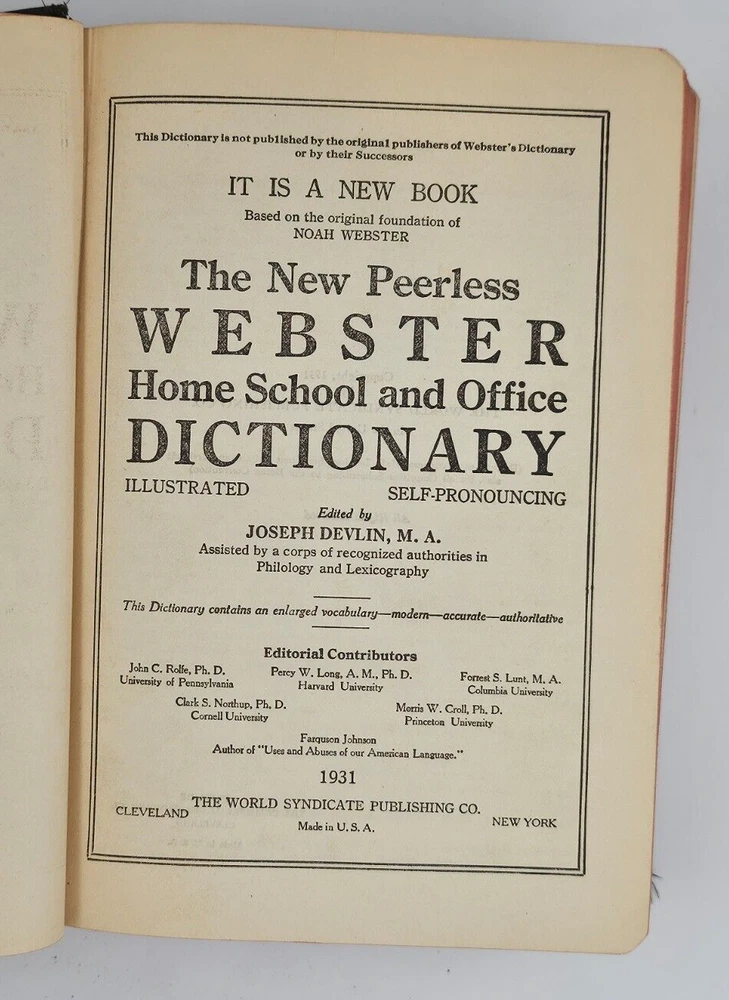 This Dictionary is not published by the original publishers of Webster's Dictionary
or by their Successors
IT IS A NEW BOOK
Based on the original foundation of
NOAH WEBSTER
The New Peerless
WEBSTER
Home School and Office
DICTIONARY
ILLUSTRATED SELF-PRONOUNCING
Edited by
JOSEPH DEVLIN, M. A.
Assisted by a corps of recognized authorities in
Philology and Lexicography
This Dictionary contains an enlarged vocabulary—modern—accurate—authoritative
Editorial Contributors
John C. Rolfe, Ph. D. Percy W. Long, A. M., Ph. D. Forrest S. Lunt, M. A.
University of Pennsylvania Harvard University Columbia University
Clark S. Northup, Ph. D. Morris W. Croll, Ph. D.
Cornell University Princeton University
Farquson Johnson
Author of "Uses and Abuses of our American Language."
1931
CLEVELAND THE WORLD SYNDICATE PUBLISHING CO. NEW YORK
Made in U. S. A.